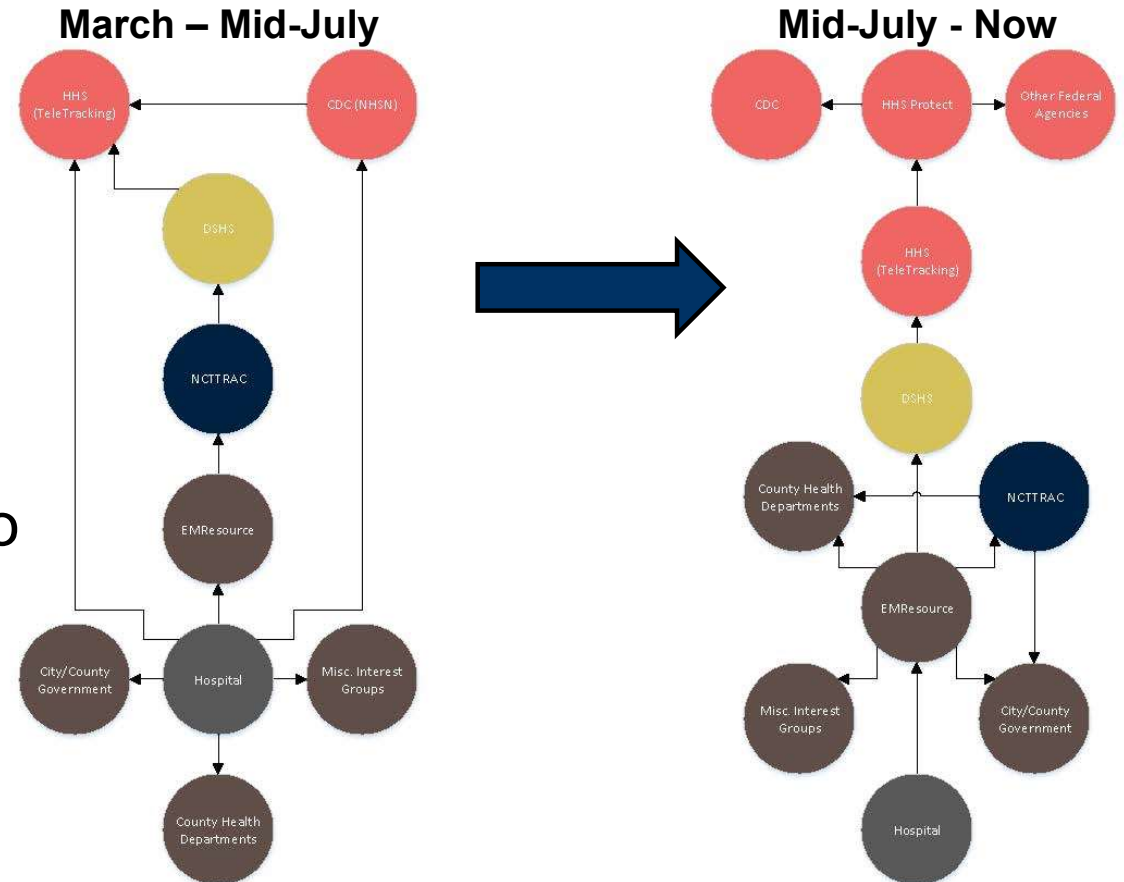 March – Mid-July
HHS
(TeleTracking)
CDC (NHSN)
DSHS
NCTTRAC
EMResource
City/County
Government
Hospital
Misc. Interest
Groups
County Health
Departments
o
Mid-July - Now
CDC
HHS Protect
Other Federal
Agencies
HHS
(TeleTracking)
DSHS
County Health
Departments
NCTTRAC
EMResource
Misc. Interest
Groups
City/County
Government
Hospital